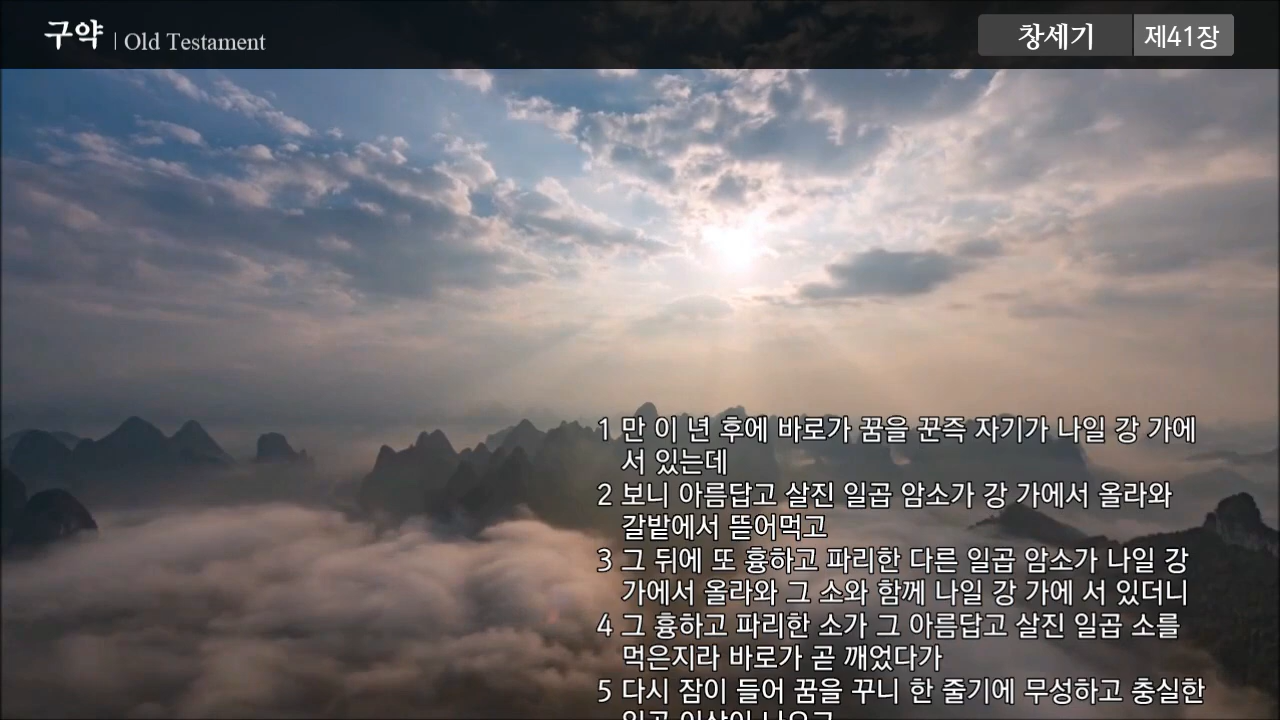 구약 | Old Testament
창세기 제41장
1 만 이 년 후에 바로가 꿈을 꾼즉 자기가 나일 강 가에
서 있는데
2 보니 아름답고 살진 일곱 암소가 강 가에서 올라와
갈밭에서 뜯어먹고
3 그 뒤에 또 흉하고 파리한 다른 일곱 암소가 나일 강
가에서 올라와 그 소와 함께 나일 강 가에 서 있더니
4 그 흉하고 파리한 소가 그 아름답고 살진 일곱 소를
먹은지라 바로가 곧 깨었다가
5 다시 잠이 들어 꿈을 꾸니 한 줄기에 무성하고 충실한
일곱 이삭이 나오고